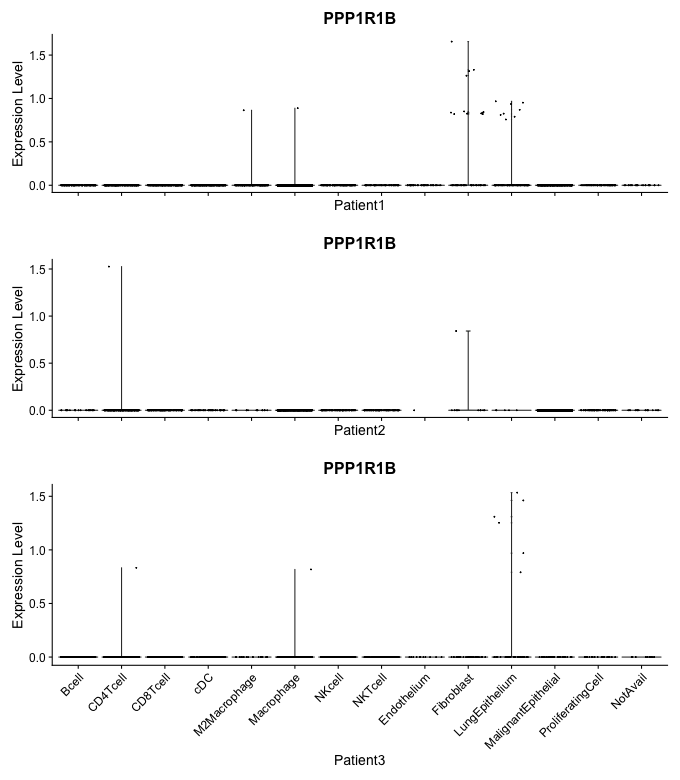 PPP1R1B
Expression Level
1.5
1.0
0.5
0.0
Patient1
PPP1R1B
Expression Level
1.5
1.0
0.5
0.0
Patient2
PPP1R1B
Expression Level
1.5
1.0
0.5
0.0
Bcell
CD4Tcell
CD8Tcell
cDC
M2Macrophage
Macrophage
NKcell
NKTcell
Endothelium
Fibroblast
LungEpithelium
MalignantEpithelial
ProliferatingCell
NotAvail
Patient3